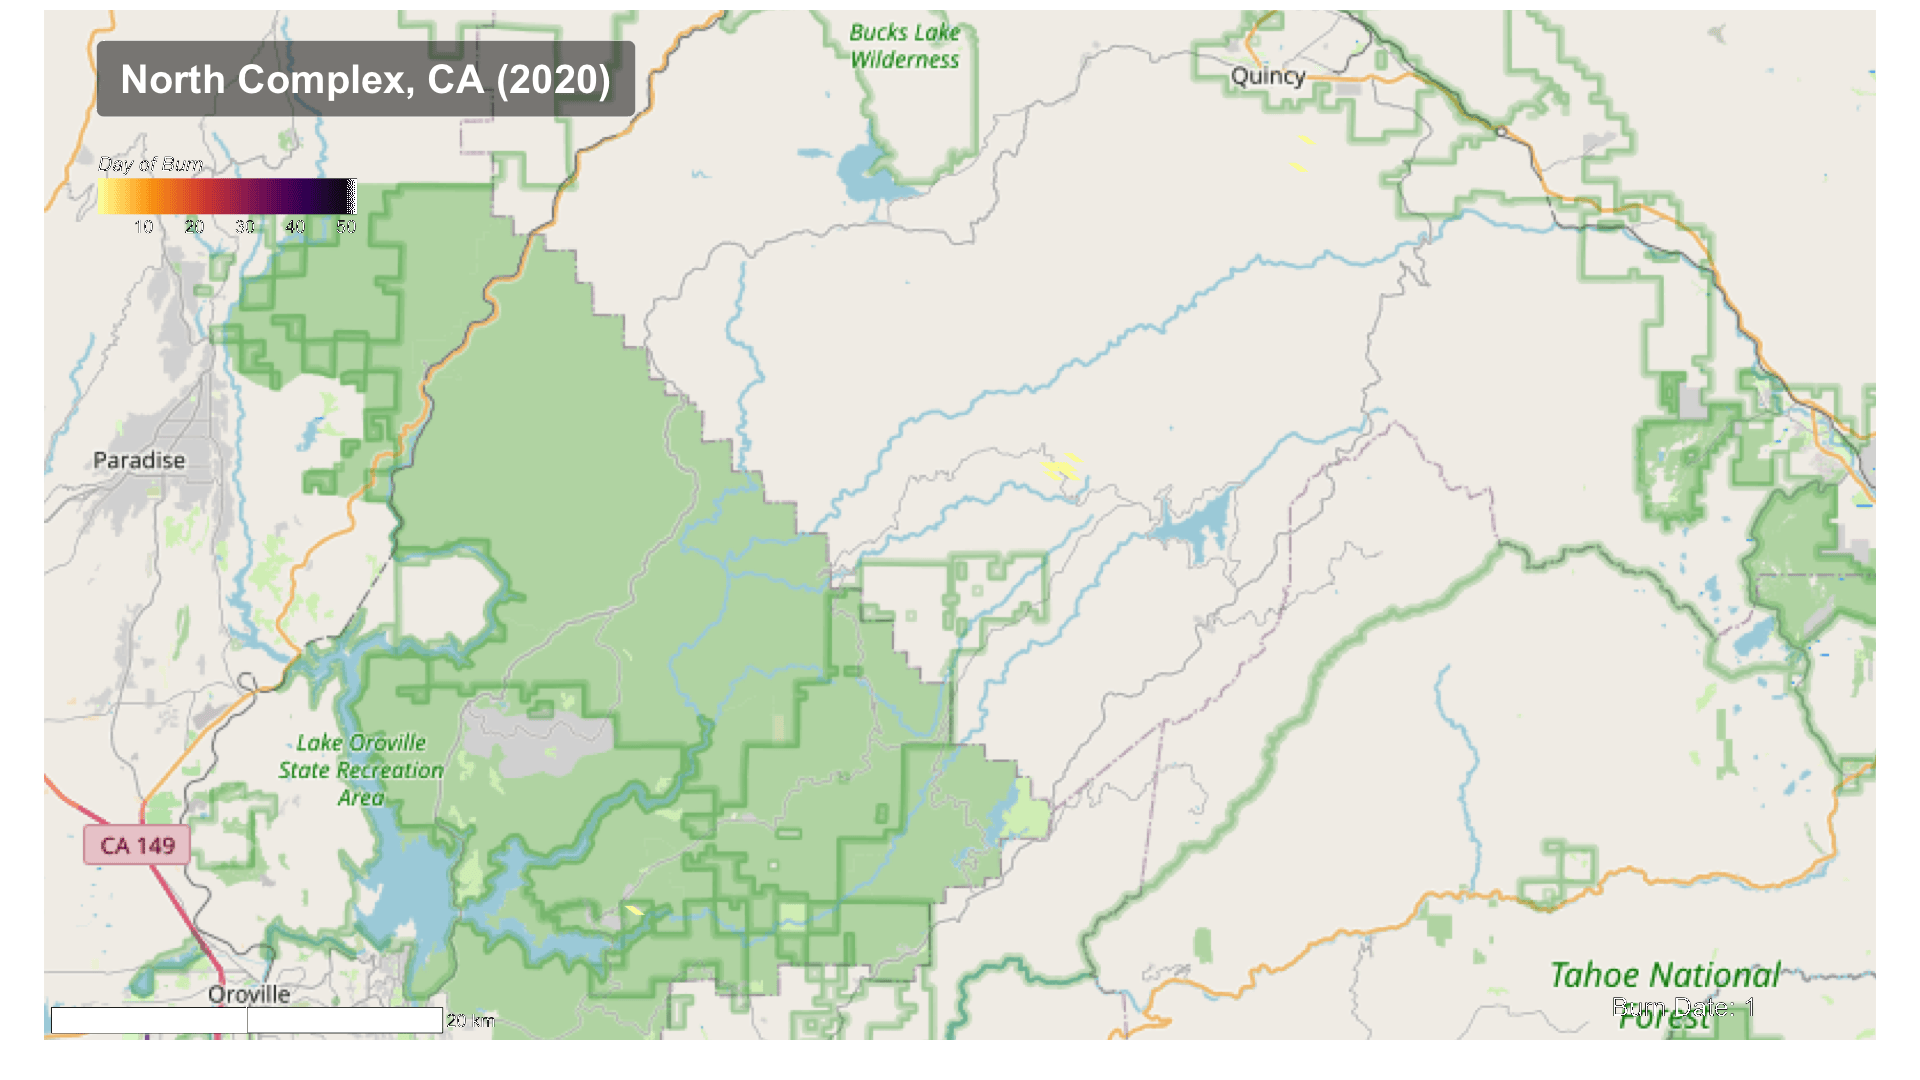 Bucks Lake
Wilderness
North Complex, CA (2020)
Quincy
Day of Burn
10 20 30 40 50
Paradise
Lake Oroville
State Recreation
Area
CA 149
Oroville
20 km
Tahoe National
Forest
Burn Date: 1